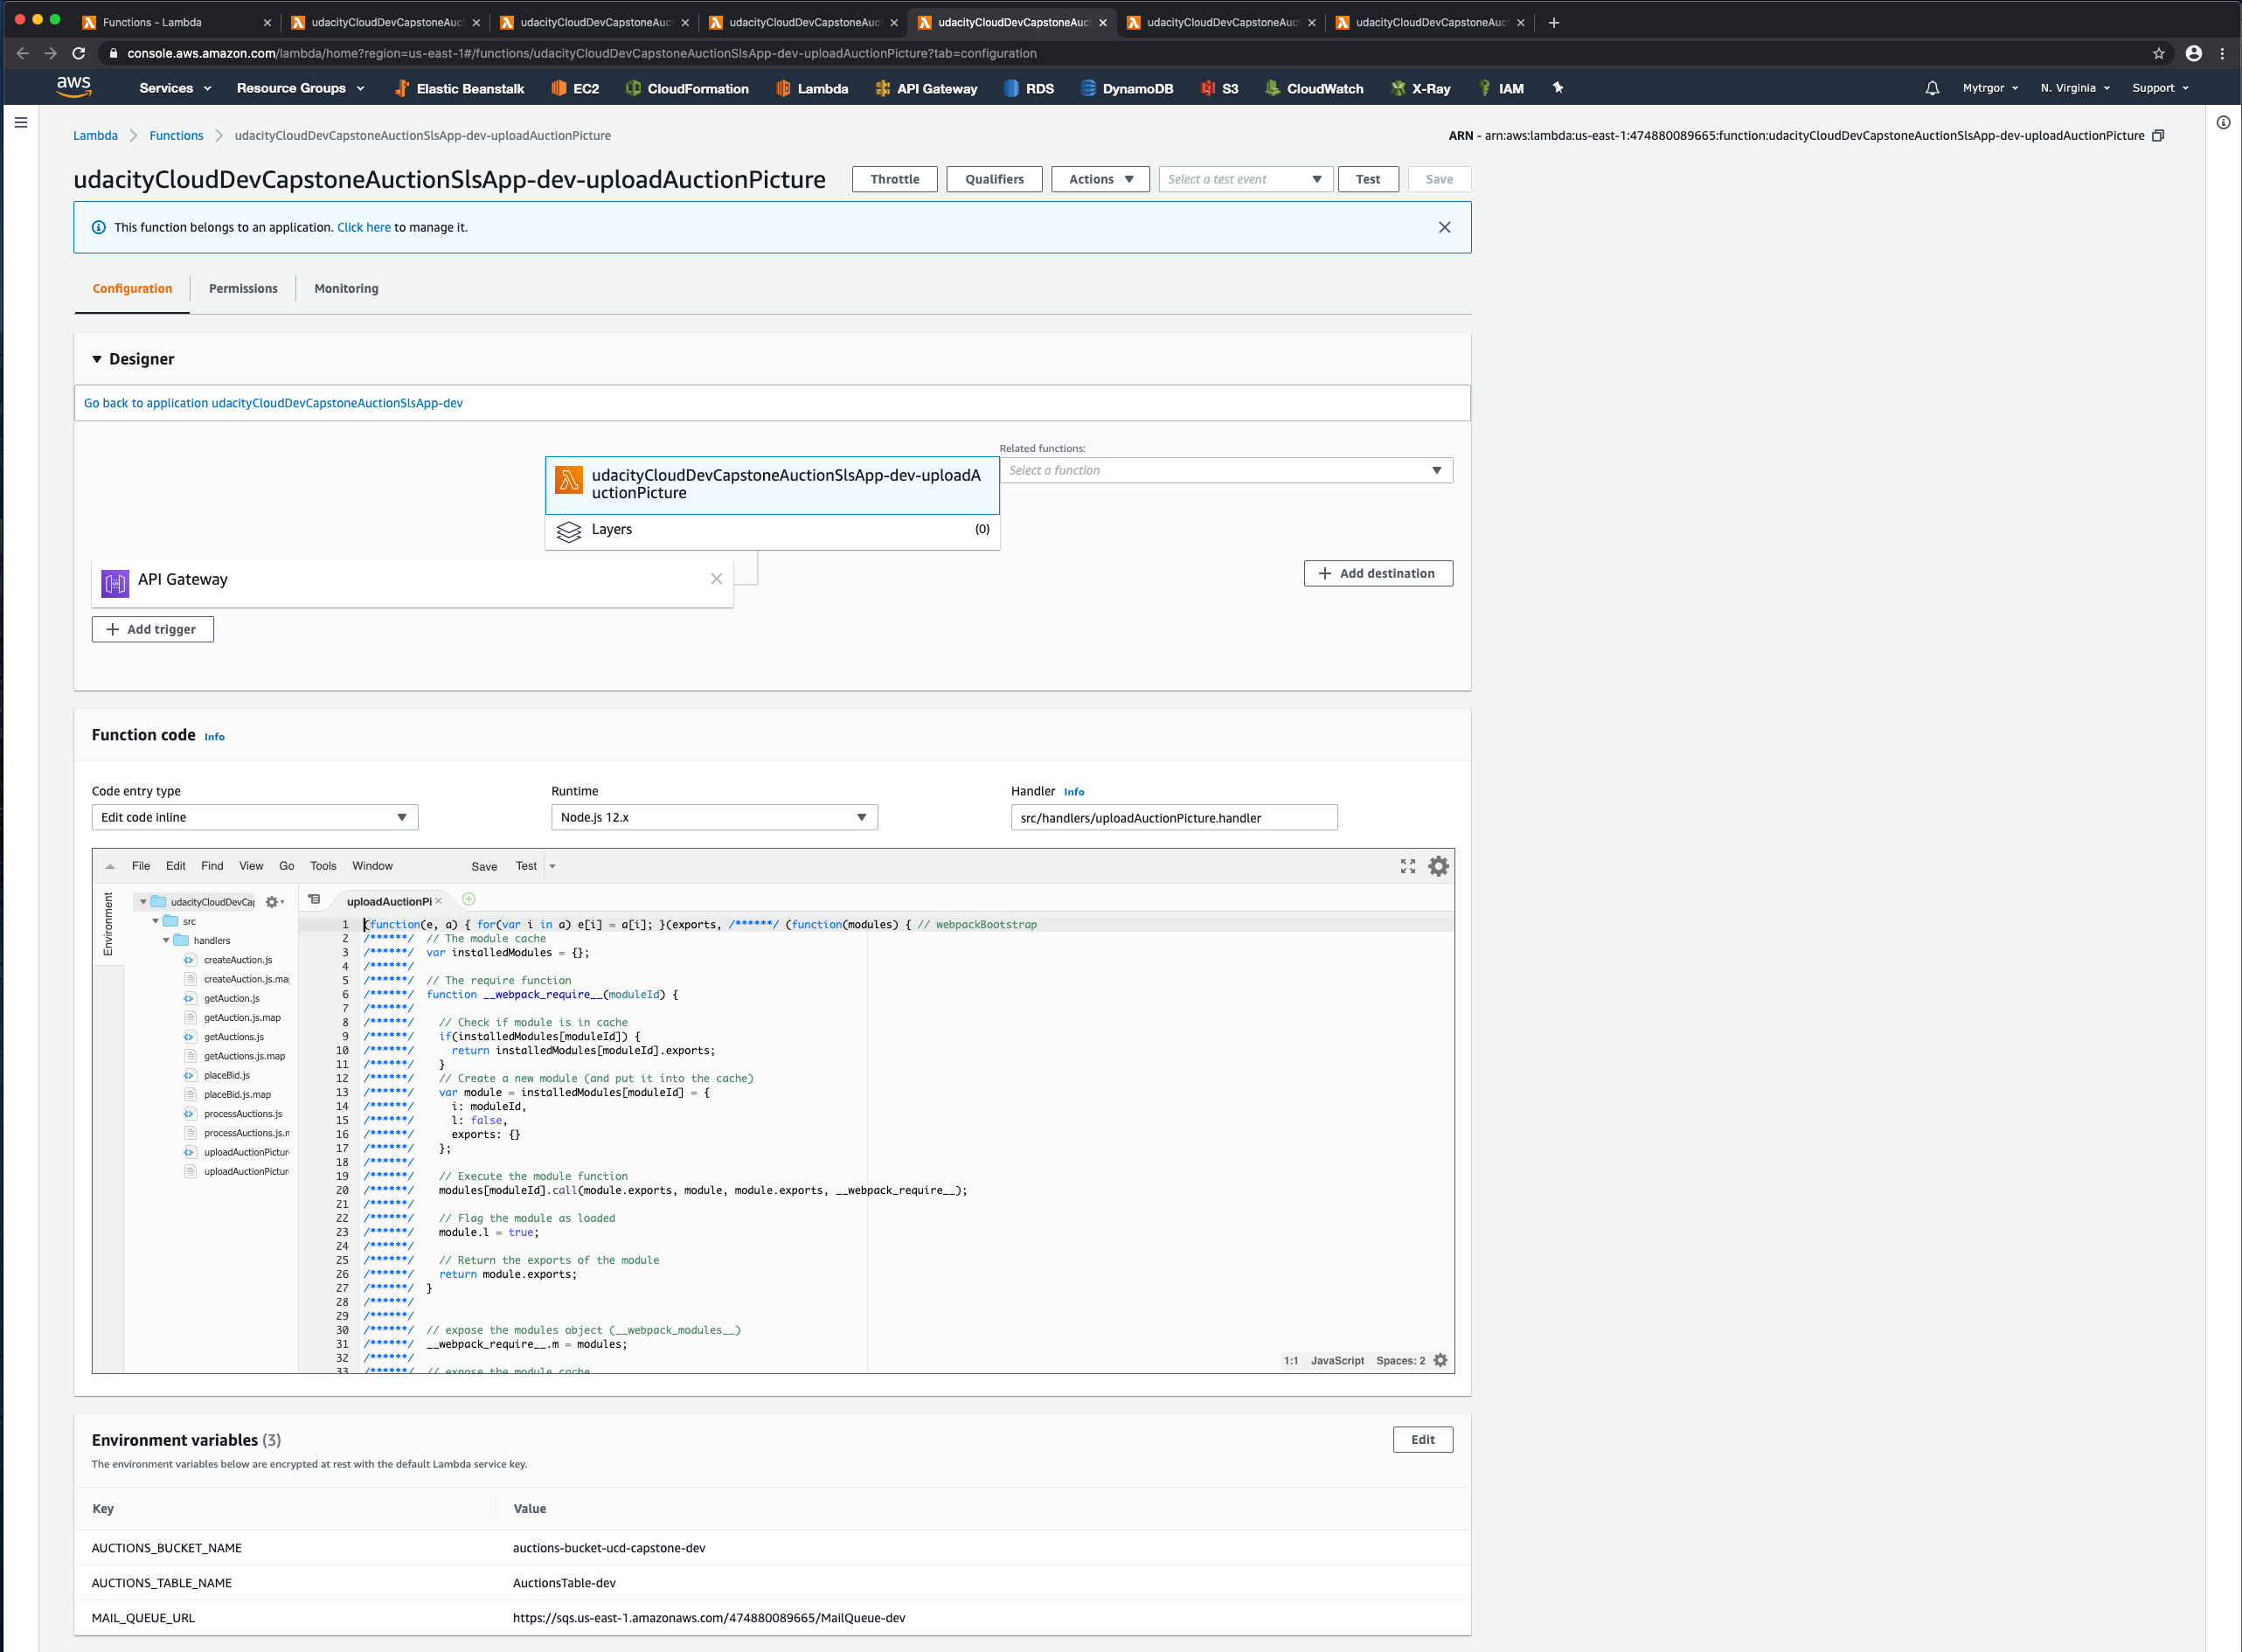 Functions - Lambda
udacityCloudDevCapstoneAuct
udacityCloudDevCapstoneAuct
udacityCloudDevCapstoneAuct
udacityCloudDevCapstoneAuct
udacityCloudDevCapstoneAuct
udacityCloudDevCapstoneAuct
console.aws.amazon.com/lambda/home?region=us-east-1#/functions/udacityCloudDevCapstoneAuctionSlsApp-dev-uploadAuctionPicture?tab=configuration
aws Services Resource Groups Elastic Beanstalk EC2 CloudFormation Lambda API Gateway RDS DynamoDB S3 CloudWatch X-Ray IAM Mytrgor N. Virginia Support
Lambda Functions udacityCloudDevCapstoneAuctionSlsApp-dev-uploadAuctionPicture
ARN - arn:aws:lambda:us-east-1:474880089665:function:udacityCloudDevCapstoneAuctionSlsApp-dev-uploadAuctionPicture
udacityCloudDevCapstoneAuctionSlsApp-dev-uploadAuctionPicture
Throttle Qualifiers Actions Select a test event Test Save
This function belongs to an application. Click here to manage it.
Configuration Permissions Monitoring
Designer
Go back to application udacityCloudDevCapstoneAuctionSlsApp-dev
Related functions:
Select a function
udacityCloudDevCapstoneAuctionSlsApp-dev-uploadA
uctionPicture
Layers (0)
API Gateway
Add destination
Add trigger
Function code Info
Code entry type Runtime Handler Info
Edit code inline Node.js 12.x src/handlers/uploadAuctionPicture.handler
File Edit Find View Go Tools Window Save Test
Environment
udacityCloudDevCap
src
handlers
createAuction.js
createAuction.js.map
getAuction.js
getAuction.js.map
getAuctions.js
getAuctions.js.map
placeBid.js
placeBid.js.map
processAuctions.js
processAuctions.js.m
uploadAuctionPicture
uploadAuctionPicture
uploadAuctionPi
1 (function(e, a) { for(var i in a) e[i] = a[i]; }(exports, /******/ (function(modules) { // webpackBootstrap
2 /******/ // The module cache
3 /******/ var installedModules = {};
4 /******/
5 /******/ // The require function
6 /******/ function __webpack_require__(moduleId) {
7 /******/
8 /******/ // Check if module is in cache
9 /******/ if(installedModules[moduleId]) {
10 /******/ return installedModules[moduleId].exports;
11 /******/ }
12 /******/ // Create a new module (and put it into the cache)
13 /******/ var module = installedModules[moduleId] = {
14 /******/ i: moduleId,
15 /******/ l: false,
16 /******/ exports: {}
17 /******/ };
18 /******/
19 /******/ // Execute the module function
20 /******/ modules[moduleId].call(module.exports, module, module.exports, __webpack_require__);
21 /******/
22 /******/ // Flag the module as loaded
23 /******/ module.l = true;
24 /******/
25 /******/ // Return the exports of the module
26 /******/ return module.exports;
27 /******/ }
28 /******/
29 /******/
30 /******/ // expose the modules object (__webpack_modules__)
31 /******/ __webpack_require__.m = modules;
32 /******/
33 /******/ // expose the module cache
1:1 JavaScript Spaces: 2
Environment variables (3)
Edit
The environment variables below are encrypted at rest with the default Lambda service key.
Key Value
AUCTIONS_BUCKET_NAME auctions-bucket-ucd-capstone-dev
AUCTIONS_TABLE_NAME AuctionsTable-dev
MAIL_QUEUE_URL https://sqs.us-east-1.amazonaws.com/474880089665/MailQueue-dev